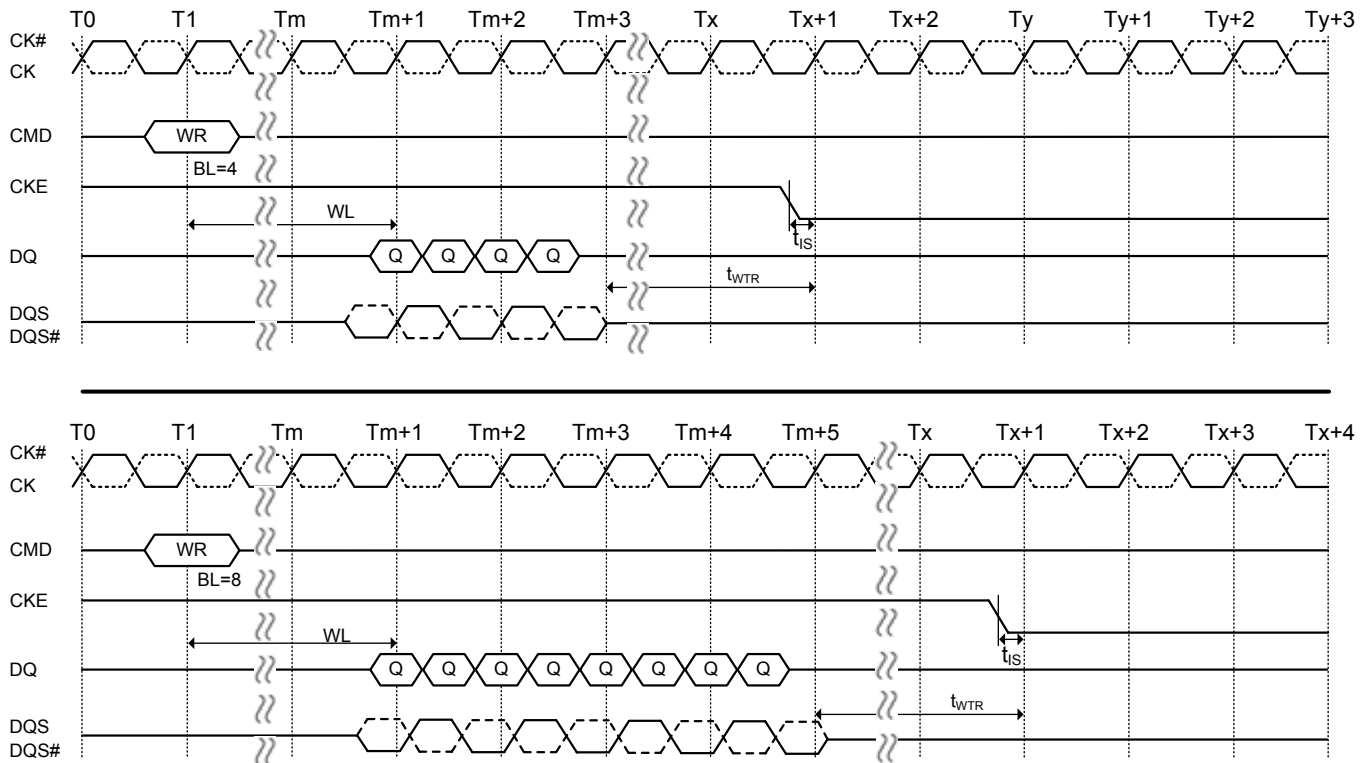 T0 T1 Tm Tm+1 Tm+2 Tm+3 Tx Tx+1 Tx+2 Ty Ty+1 Ty+2 Ty+3
CK#
CK
CMD WR
BL=4
CKE
WL
tIS
DQ Q Q Q Q
tWTR
DQS
DQS#
T0 T1 Tm Tm+1 Tm+2 Tm+3 Tm+4 Tm+5 Tx Tx+1 Tx+2 Tx+3 Tx+4
CK#
CK
CMD WR
BL=8
CKE
WL
tIS
DQ Q Q Q Q Q Q Q Q
tWTR
DQS
DQS#